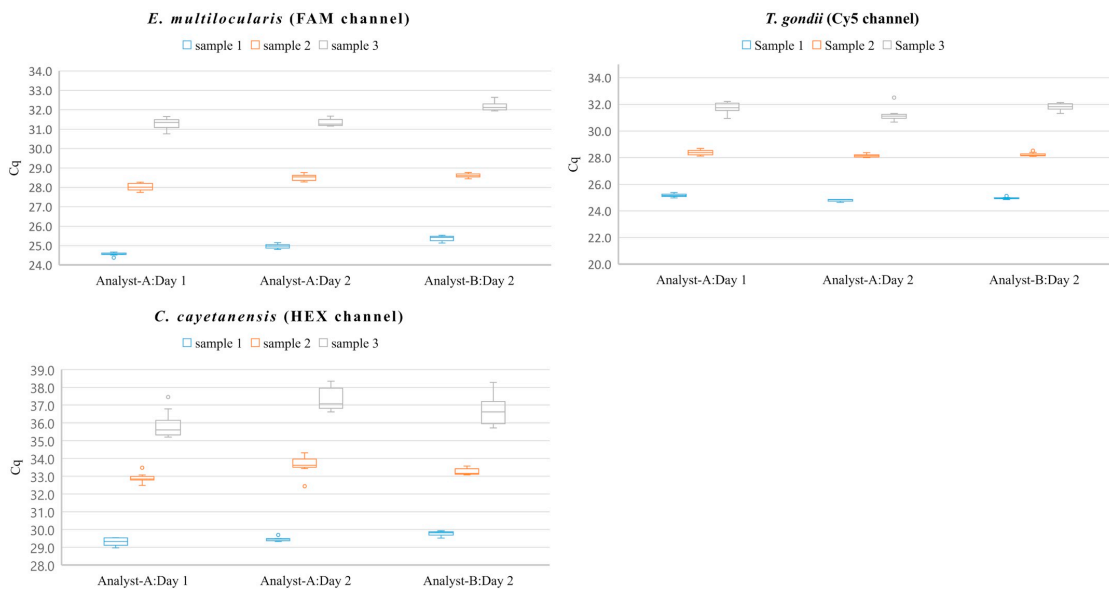 E. multilocularis (FAM channel)
sample 1 sample 2 sample 3
34.0
33.0
32.0
31.0
30.0
29.0
28.0
27.0
26.0
25.0
24.0
Cq
Analyst-A:Day 1 Analyst-A:Day 2 Analyst-B:Day 2
T. gondii (Cy5 channel)
Sample 1 Sample 2 Sample 3
34.0
32.0
30.0
28.0
26.0
24.0
22.0
20.0
Cq
Analyst-A:Day 1 Analyst-A:Day 2 Analyst-B:Day 2
C. cayetanensis (HEX channel)
sample 1 sample 2 sample 3
39.0
38.0
37.0
36.0
35.0
34.0
33.0
32.0
31.0
30.0
29.0
28.0
Cq
Analyst-A:Day 1 Analyst-A:Day 2 Analyst-B:Day 2